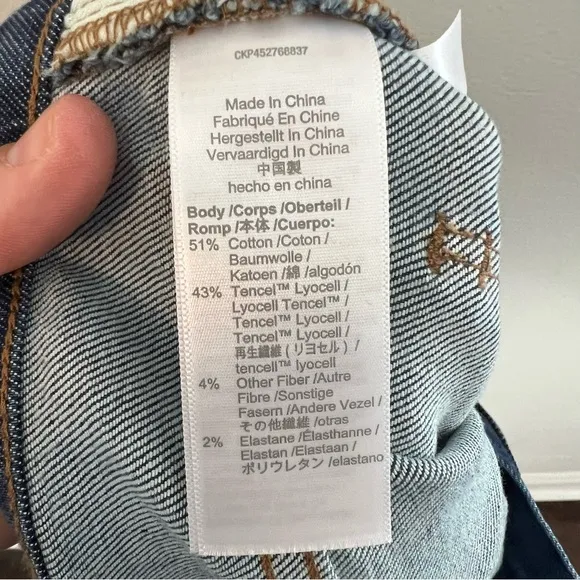 CKP452768837
Made In China
Fabriqué En Chine
Hergestellt In China
Vervaardigd In China
中国製
hecho en china
Body /Corps /Oberteil /
Romp /本体 /Cuerpo:
51% Cotton /Coton /
Baumwolle /
Katoen /綿 /algodón
43% Tencel™ Lyocell /
Lyocell Tencel™ /
Tencel™ Lyocell /
Tencel™ Lyocell /
再生繊維 ( リヨセル ) /
tencell™ lyocell
4% Other Fiber /Autre
Fibre /Sonstige
Fasern /Andere Vezel /
その他繊維 /otras
2% Elastane /Élasthanne /
Elastan /Elastaan /
ポリウレタン /elastano